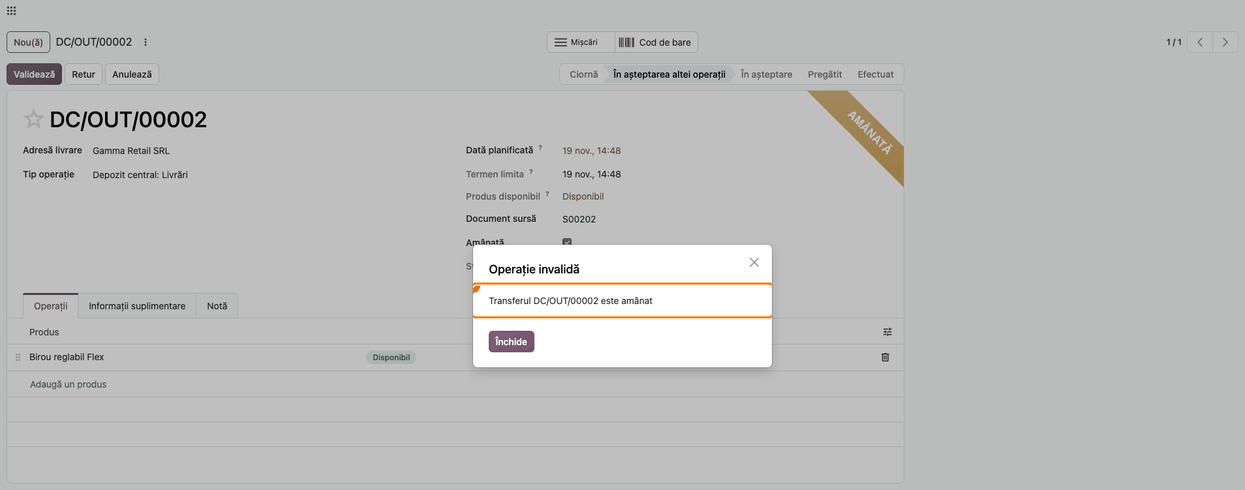 Nou(ă) DC/OUT/00002 Mișcări Cod de bare 1 / 1
Validează Retur Anulează Ciornă În așteptarea altei operații În așteptare Pregătit Efectuat
DC/OUT/00002
AMÂNATĂ
Adresă livrare Gamma Retail SRL
Tip operație Depozit central: Livrări
Dată planificată ? 19 nov., 14:48
Termen limita ? 19 nov., 14:48
Produs disponibil ? Disponibil
Document sursă S00202
Amânată
Operație invalidă
Transferul DC/OUT/00002 este amânat
Închide
Operații Informații suplimentare Notă
Produs
Birou reglabil Flex Disponibil
Adaugă un produs